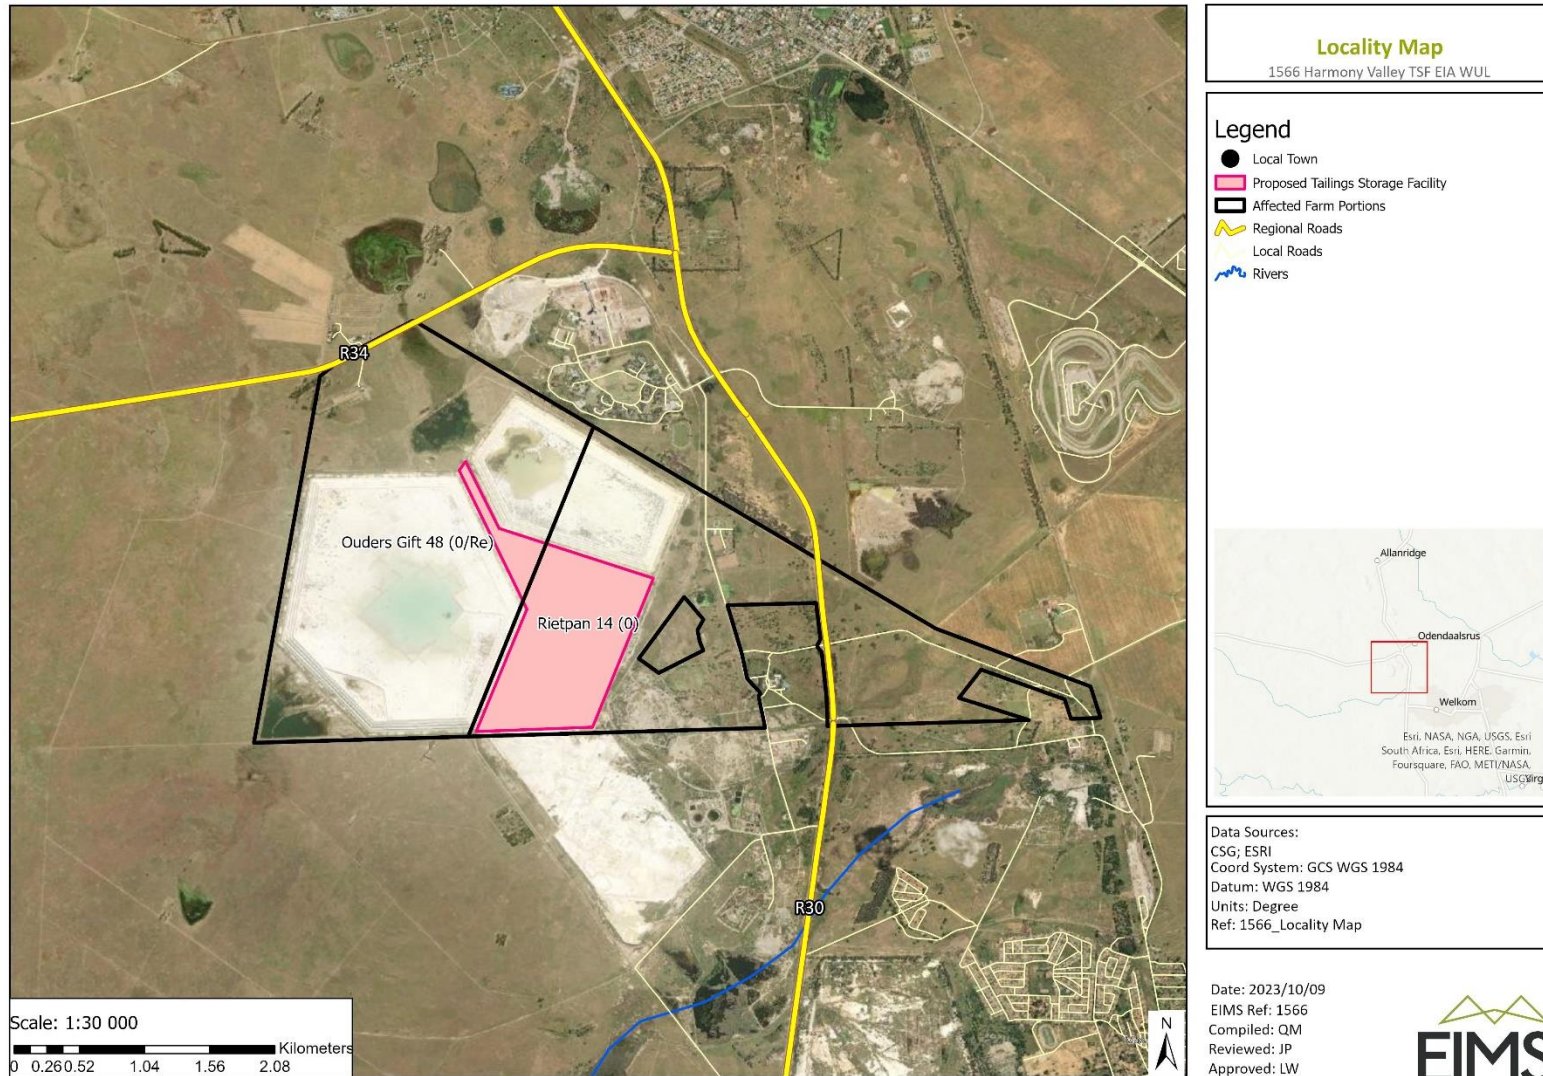 Locality Map
1566 Harmony Valley TSF EIA WUL
Legend
Local Town
Proposed Tailings Storage Facility
Affected Farm Portions
Regional Roads
Local Roads
Rivers
R34
Ouders Gift 48 (0/Re)
Rietpan 14 (0)
R30
Allanridge
Odendaalsrus
Welkom
Esri, NASA, NGA, USGS, Esri
South Africa, Esri, HERE, Garmin,
Foursquare, FAO, METI/NASA,
USGS
Virg
Data Sources:
CSG; ESRI
Coord System: GCS WGS 1984
Datum: WGS 1984
Units: Degree
Ref: 1566_Locality Map
Date: 2023/10/09
EIMS Ref: 1566
Compiled: QM
Reviewed: JP
Approved: LW
EIMS
Scale: 1:30 000
Kilometers
0 0.26 0.52 1.04 1.56 2.08
N